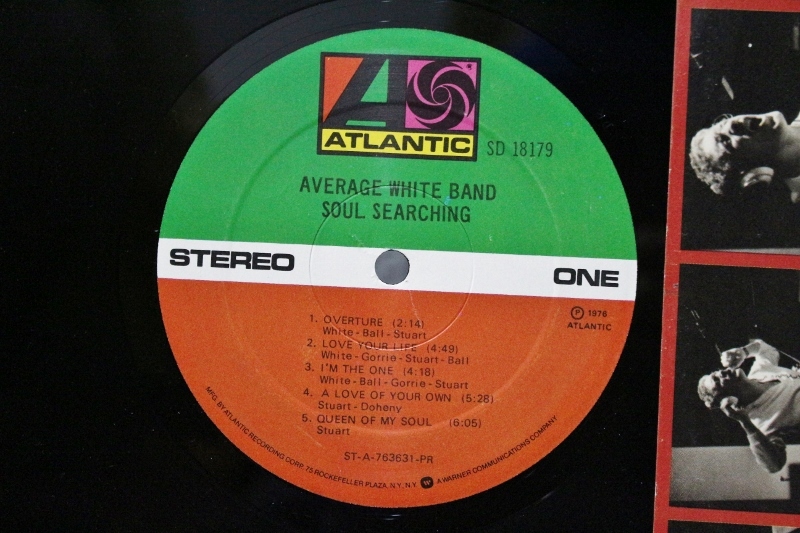 ATLANTIC
SD 18179
AVERAGE WHITE BAND
SOUL SEARCHING
STEREO
ONE
℗ 1976
ATLANTIC
1. OVERTURE (2:14)
White-Ball-Stuart
2. LOVE YOUR LIFE (4:49)
White-Gorrie-Stuart-Ball
3. I'M THE ONE (4:18)
White-Ball-Gorrie-Stuart
4. A LOVE OF YOUR OWN (5:28)
Stuart-Doheny
5. QUEEN OF MY SOUL (6:05)
Stuart
ST-A-763631-PR
MFG. BY ATLANTIC RECORDING CORP. 75 ROCKEFELLER PLAZA, N.Y., N.Y. A WARNER COMMUNICATIONS COMPANY